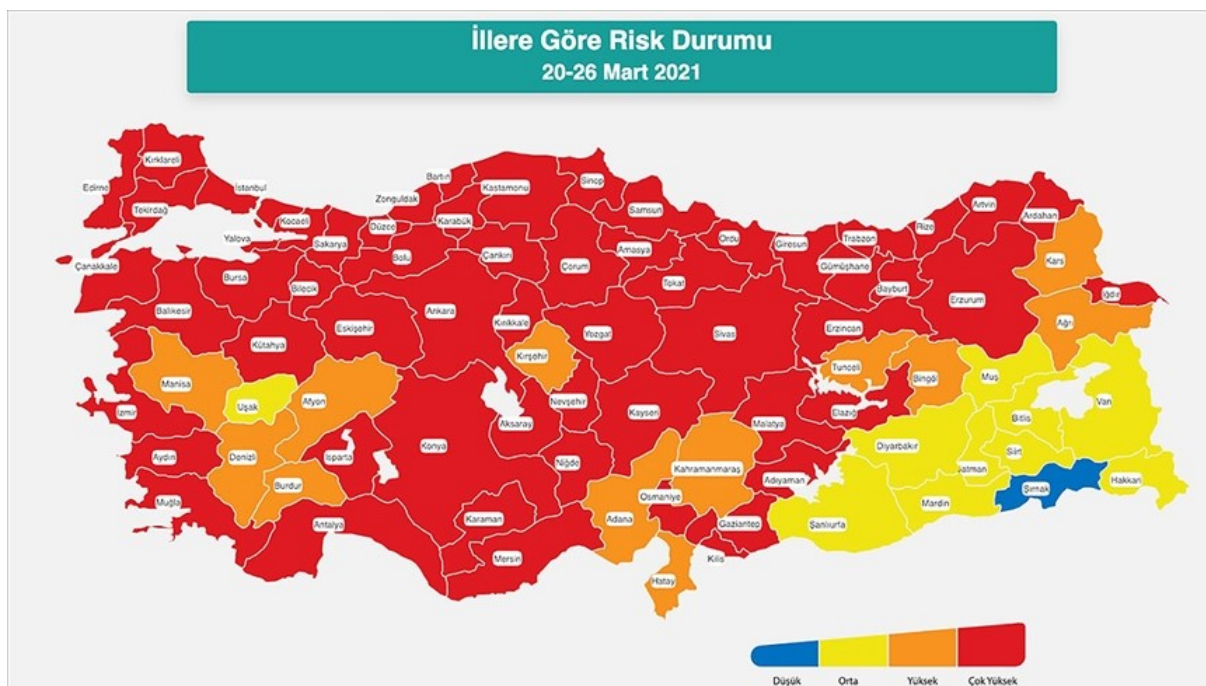 İllere Göre Risk Durumu
20-26 Mart 2021
Kırklareli
Edirne
İstanbul
Tekirdağ
Kocaeli
Yalova
Sakarya
Düzce
Zonguldak
Bartın
Karabük
Kastamonu
Sinop
Samsun
Çanakkale
Bursa
Bilecik
Bolu
Çankırı
Çorum
Amasya
Tokat
Ordu
Giresun
Trabzon
Rize
Artvin
Ardahan
Gümüşhane
Bayburt
Erzurum
Kars
Iğdır
Ağrı
Balıkesir
Kütahya
Eskişehir
Ankara
Kırıkkale
Yozgat
Sivas
Erzincan
Kırşehir
Tunceli
Bingöl
Muş
Bitlis
Van
Manisa
Uşak
Afyon
İzmir
Konya
Aksaray
Nevşehir
Kayseri
Malatya
Elazığ
Diyarbakır
Batman
Siirt
Hakkari
Şırnak
Mardin
Aydın
Denizli
Isparta
Burdur
Niğde
Kahramanmaraş
Adıyaman
Muğla
Antalya
Karaman
Mersin
Adana
Osmaniye
Gaziantep
Şanlıurfa
Kilis
Hatay
Düşük
Orta
Yüksek
Çok Yüksek